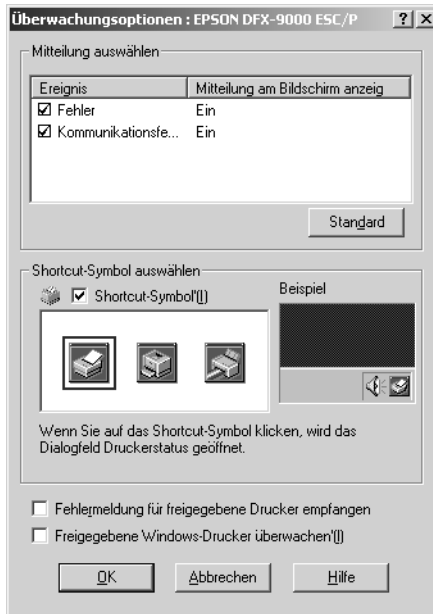 Überwachungsoptionen : EPSON DFX-9000 ESC/P ? X
Mitteilung auswählen
Ereignis Mitteilung am Bildschirm anzeig
Fehler Ein
Kommunikationsfe... Ein
Standard
Shortcut-Symbol auswählen
Shortcut-Symbol'(I)
Beispiel
Wenn Sie auf das Shortcut-Symbol klicken, wird das
Dialogfeld Druckerstatus geöffnet.
Fehlermeldung für freigegebene Drucker empfangen
Freigegebene Windows-Drucker überwachen'(J)
OK Abbrechen Hilfe